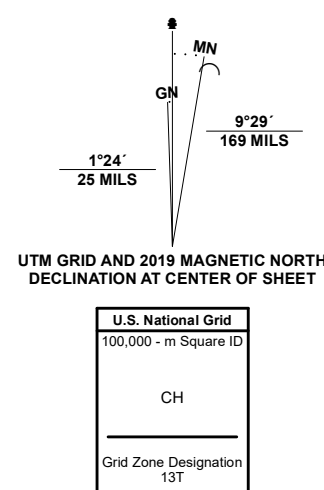 MN
GN
9°29´
169 MILS
1°24´
25 MILS
UTM GRID AND 2019 MAGNETIC NORTH
DECLINATION AT CENTER OF SHEET
U.S. National Grid
100,000 - m Square ID
CH
Grid Zone Designation
13T